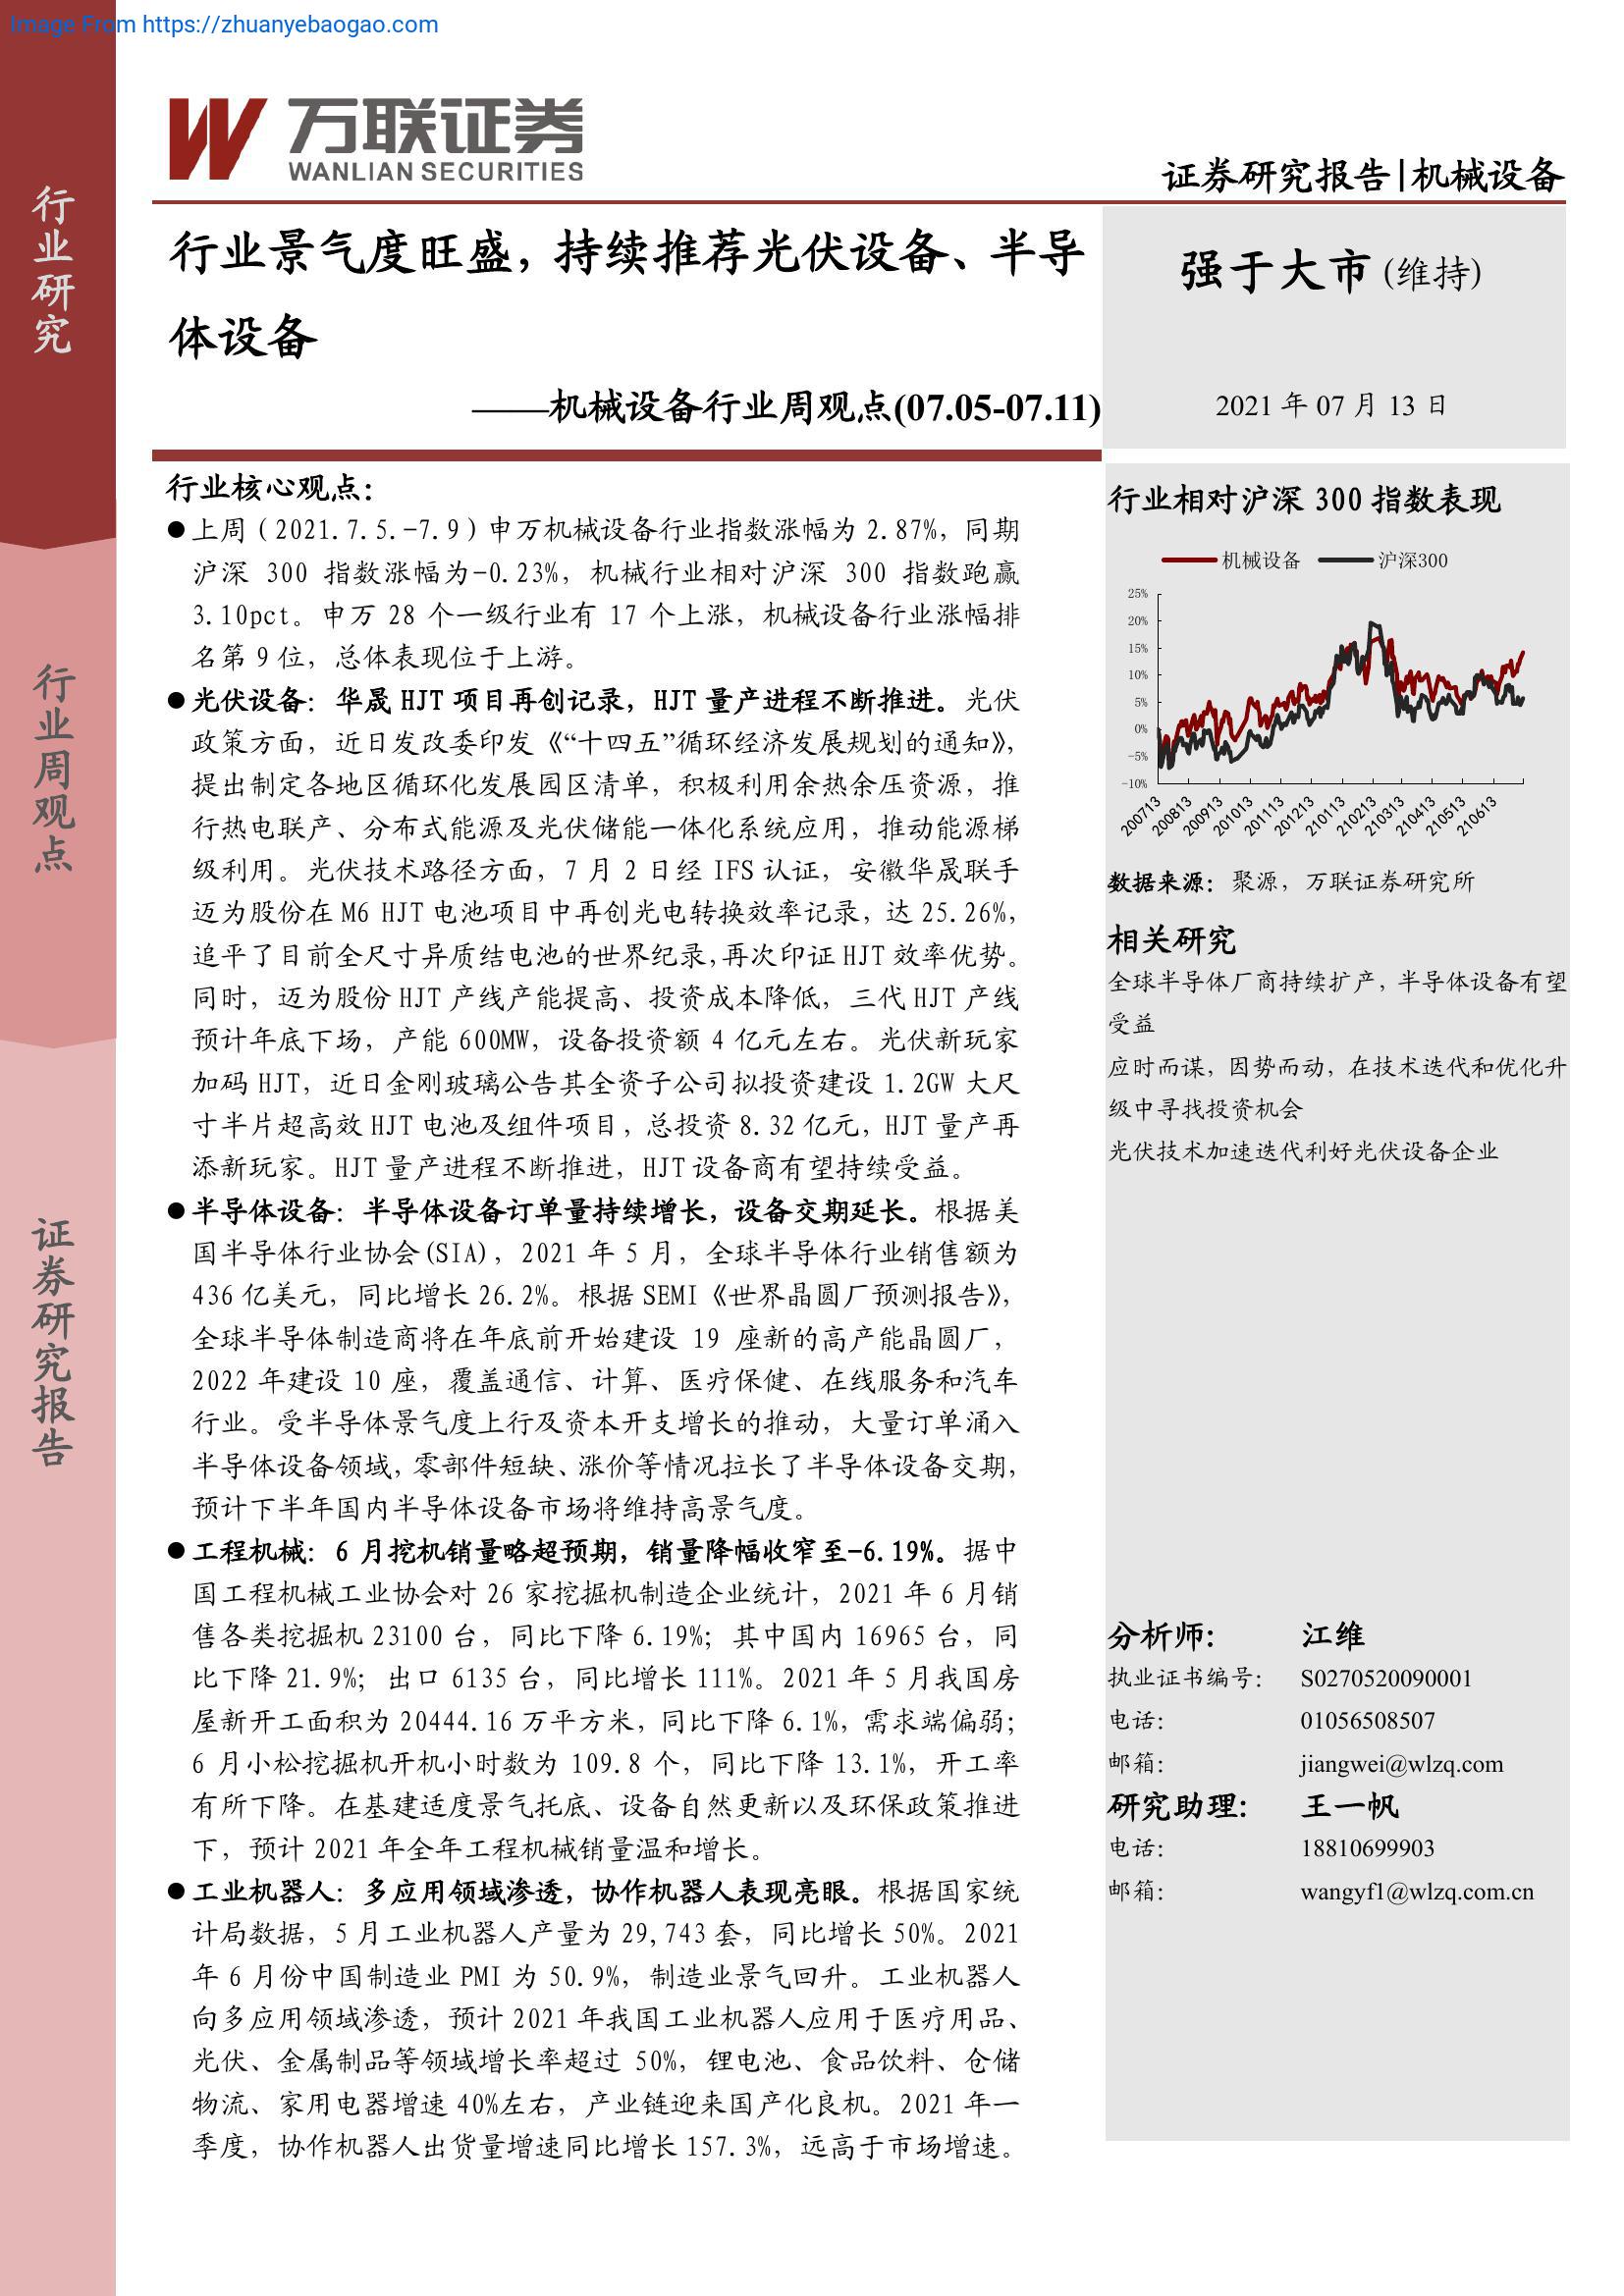 Image From https://zhuanyebaogao.com
万联证券
WANLIAN SECURITIES
证券研究报告|机械设备
行业研究
行业周观点
证券研究报告
行业景气度旺盛，持续推荐光伏设备、半导
体设备
——机械设备行业周观点(07.05-07.11)
强于大市(维持)
2021 年 07 月 13 日
行业核心观点：
●上周（2021.7.5.-7.9）申万机械设备行业指数涨幅为 2.87%，同期
沪深 300 指数涨幅为-0.23%，机械行业相对沪深 300 指数跑赢
3.10pct。申万 28 个一级行业有 17 个上涨，机械设备行业涨幅排
名第 9 位，总体表现位于上游。
●光伏设备：华晟 HJT 项目再创记录，HJT 量产进程不断推进。光伏
政策方面，近日发改委印发《“十四五”循环经济发展规划的通知》，
提出制定各地区循环化发展园区清单，积极利用余热余压资源，推
行热电联产、分布式能源及光伏储能一体化系统应用，推动能源梯
级利用。光伏技术路径方面，7 月 2 日经 IFS 认证，安徽华晟联手
迈为股份在 M6 HJT 电池项目中再创光电转换效率记录，达 25.26%，
追平了目前全尺寸异质结电池的世界纪录，再次印证 HJT 效率优势。
同时，迈为股份 HJT 产线产能提高、投资成本降低，三代 HJT 产线
预计年底下场，产能 600MW，设备投资额 4 亿元左右。光伏新玩家
加码 HJT，近日金刚玻璃公告其全资子公司拟投资建设 1.2GW 大尺
寸半片超高效 HJT 电池及组件项目，总投资 8.32 亿元，HJT 量产再
添新玩家。HJT 量产进程不断推进，HJT 设备商有望持续受益。
●半导体设备：半导体设备订单量持续增长，设备交期延长。根据美
国半导体行业协会(SIA)，2021 年 5 月，全球半导体行业销售额为
436 亿美元，同比增长 26.2%。根据 SEMI《世界晶圆厂预测报告》，
全球半导体制造商将在年底前开始建设 19 座新的高产能晶圆厂，
2022 年建设 10 座，覆盖通信、计算、医疗保健、在线服务和汽车
行业。受半导体景气度上行及资本开支增长的推动，大量订单涌入
半导体设备领域，零部件短缺、涨价等情况拉长了半导体设备交期，
预计下半年国内半导体设备市场将维持高景气度。
●工程机械：6 月挖机销量略超预期，销量降幅收窄至-6.19%。据中
国工程机械工业协会对 26 家挖掘机制造企业统计，2021 年 6 月销
售各类挖掘机 23100 台，同比下降 6.19%；其中国内 16965 台，同
比下降 21.9%；出口 6135 台，同比增长 111%。2021 年 5 月我国房
屋新开工面积为 20444.16 万平方米，同比下降 6.1%，需求端偏弱；
6 月小松挖掘机开机小时数为 109.8 个，同比下降 13.1%，开工率
有所下降。在基建适度景气托底、设备自然更新以及环保政策推进
下，预计 2021 年全年工程机械销量温和增长。
●工业机器人：多应用领域渗透，协作机器人表现亮眼。根据国家统
计局数据，5 月工业机器人产量为 29,743 套，同比增长 50%。2021
年 6 月份中国制造业 PMI 为 50.9%，制造业景气回升。工业机器人
向多应用领域渗透，预计 2021 年我国工业机器人应用于医疗用品、
光伏、金属制品等领域增长率超过 50%，锂电池、食品饮料、仓储
物流、家用电器增速 40%左右，产业链迎来国产化良机。2021 年一
季度，协作机器人出货量增速同比增长 157.3%，远高于市场增速。
行业相对沪深 300 指数表现
机械设备 沪深300
25%
20%
15%
10%
5%
0%
-5%
-10%
200713 200813 200913 201013 201113 201213 210113 210213 210313 210413 210513 210613
数据来源：聚源，万联证券研究所
相关研究
全球半导体厂商持续扩产，半导体设备有望
受益
应时而谋，因势而动，在技术迭代和优化升
级中寻找投资机会
光伏技术加速迭代利好光伏设备企业
分析师： 江维
执业证书编号： S0270520090001
电话： 01056508507
邮箱： jiangwei@wlzq.com
研究助理： 王一帆
电话： 18810699903
邮箱： wangyf1@wlzq.com.cn